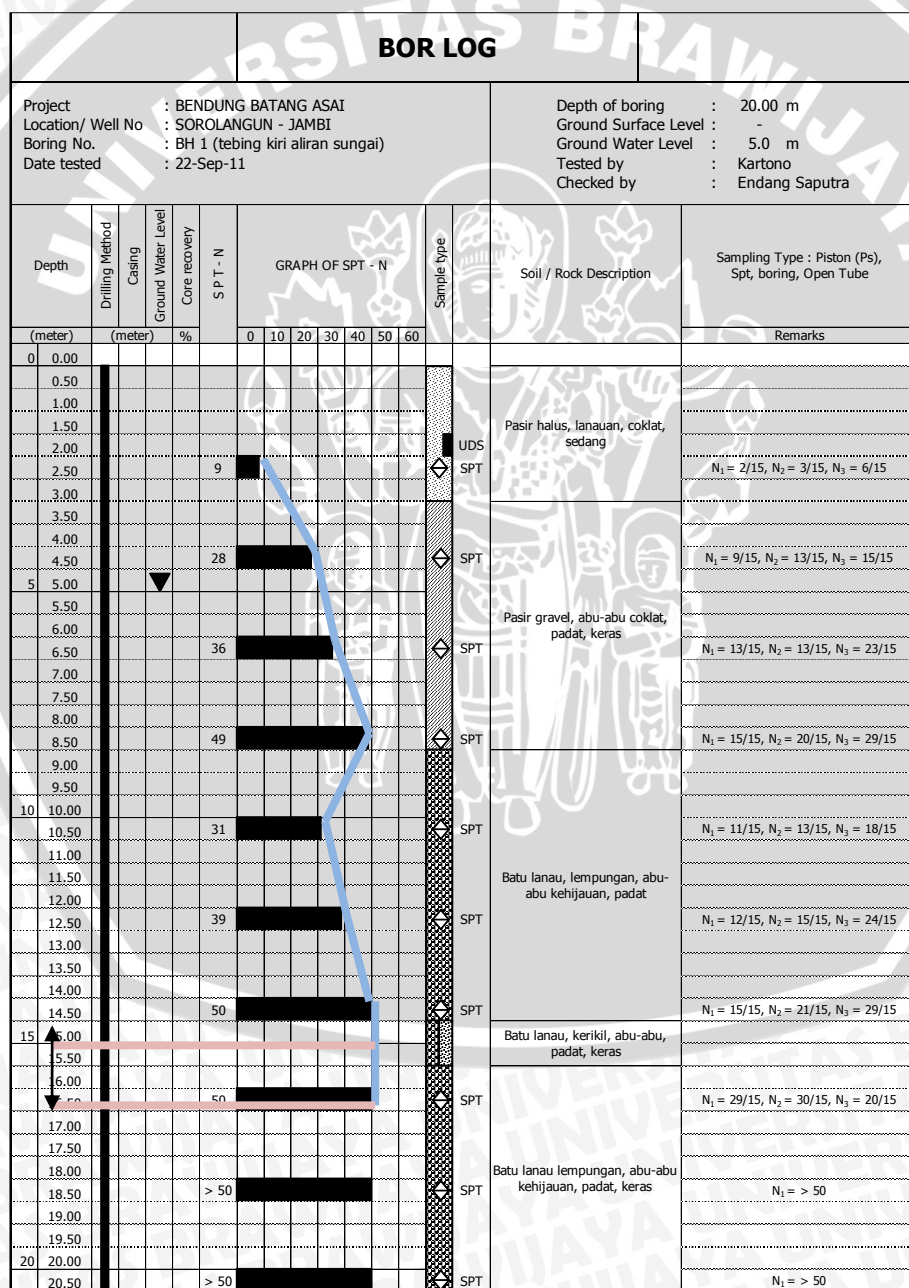 UNIVERSITAS BRAWIJAYA
BOR LOG
Project : BENDUNG BATANG ASAI
Location/ Well No : SOROLANGUN - JAMBI
Boring No. : BH 1 (tebing kiri aliran sungai)
Date tested : 22-Sep-11
Depth of boring : 20.00 m
Ground Surface Level : -
Ground Water Level : 5.0 m
Tested by : Kartono
Checked by : Endang Saputra
Depth
Drilling Method
Casing
Ground Water Level
Core recovery
S P T - N
GRAPH OF SPT - N
Sample type
Soil / Rock Description
Sampling Type : Piston (Ps),
Spt, boring, Open Tube
(meter) (meter) % 0 10 20 30 40 50 60 Remarks
0 0.00
0.50
1.00
1.50
Pasir halus, lanauan, coklat,
sedang
2.00 UDS
2.50 9 SPT N₁ = 2/15, N₂ = 3/15, N₃ = 6/15
3.00
3.50
4.00
4.50 28 SPT N₁ = 9/15, N₂ = 13/15, N₃ = 15/15
5 5.00
5.50
Pasir gravel, abu-abu coklat,
padat, keras
6.00
6.50 36 SPT N₁ = 13/15, N₂ = 13/15, N₃ = 23/15
7.00
7.50
8.00
8.50 49 SPT N₁ = 15/15, N₂ = 20/15, N₃ = 29/15
9.00
9.50
10 10.00
10.50 31 SPT N₁ = 11/15, N₂ = 13/15, N₃ = 18/15
11.00
11.50
Batu lanau, lempungan, abu-
abu kehijauan, padat
12.00
12.50 39 SPT N₁ = 12/15, N₂ = 15/15, N₃ = 24/15
13.00
13.50
14.00
14.50 50 SPT N₁ = 15/15, N₂ = 21/15, N₃ = 29/15
15
Batu lanau, kerikil, abu-abu,
padat, keras
15.50
50 SPT N₁ = 29/15, N₂ = 30/15, N₃ = 20/15
17.00
17.50
18.00
Batu lanau lempungan, abu-abu
kehijauan, padat, keras
18.50 > 50 SPT N₁ = > 50
19.00
19.50
20 20.00
20.50 > 50 SPT N₁ = > 50